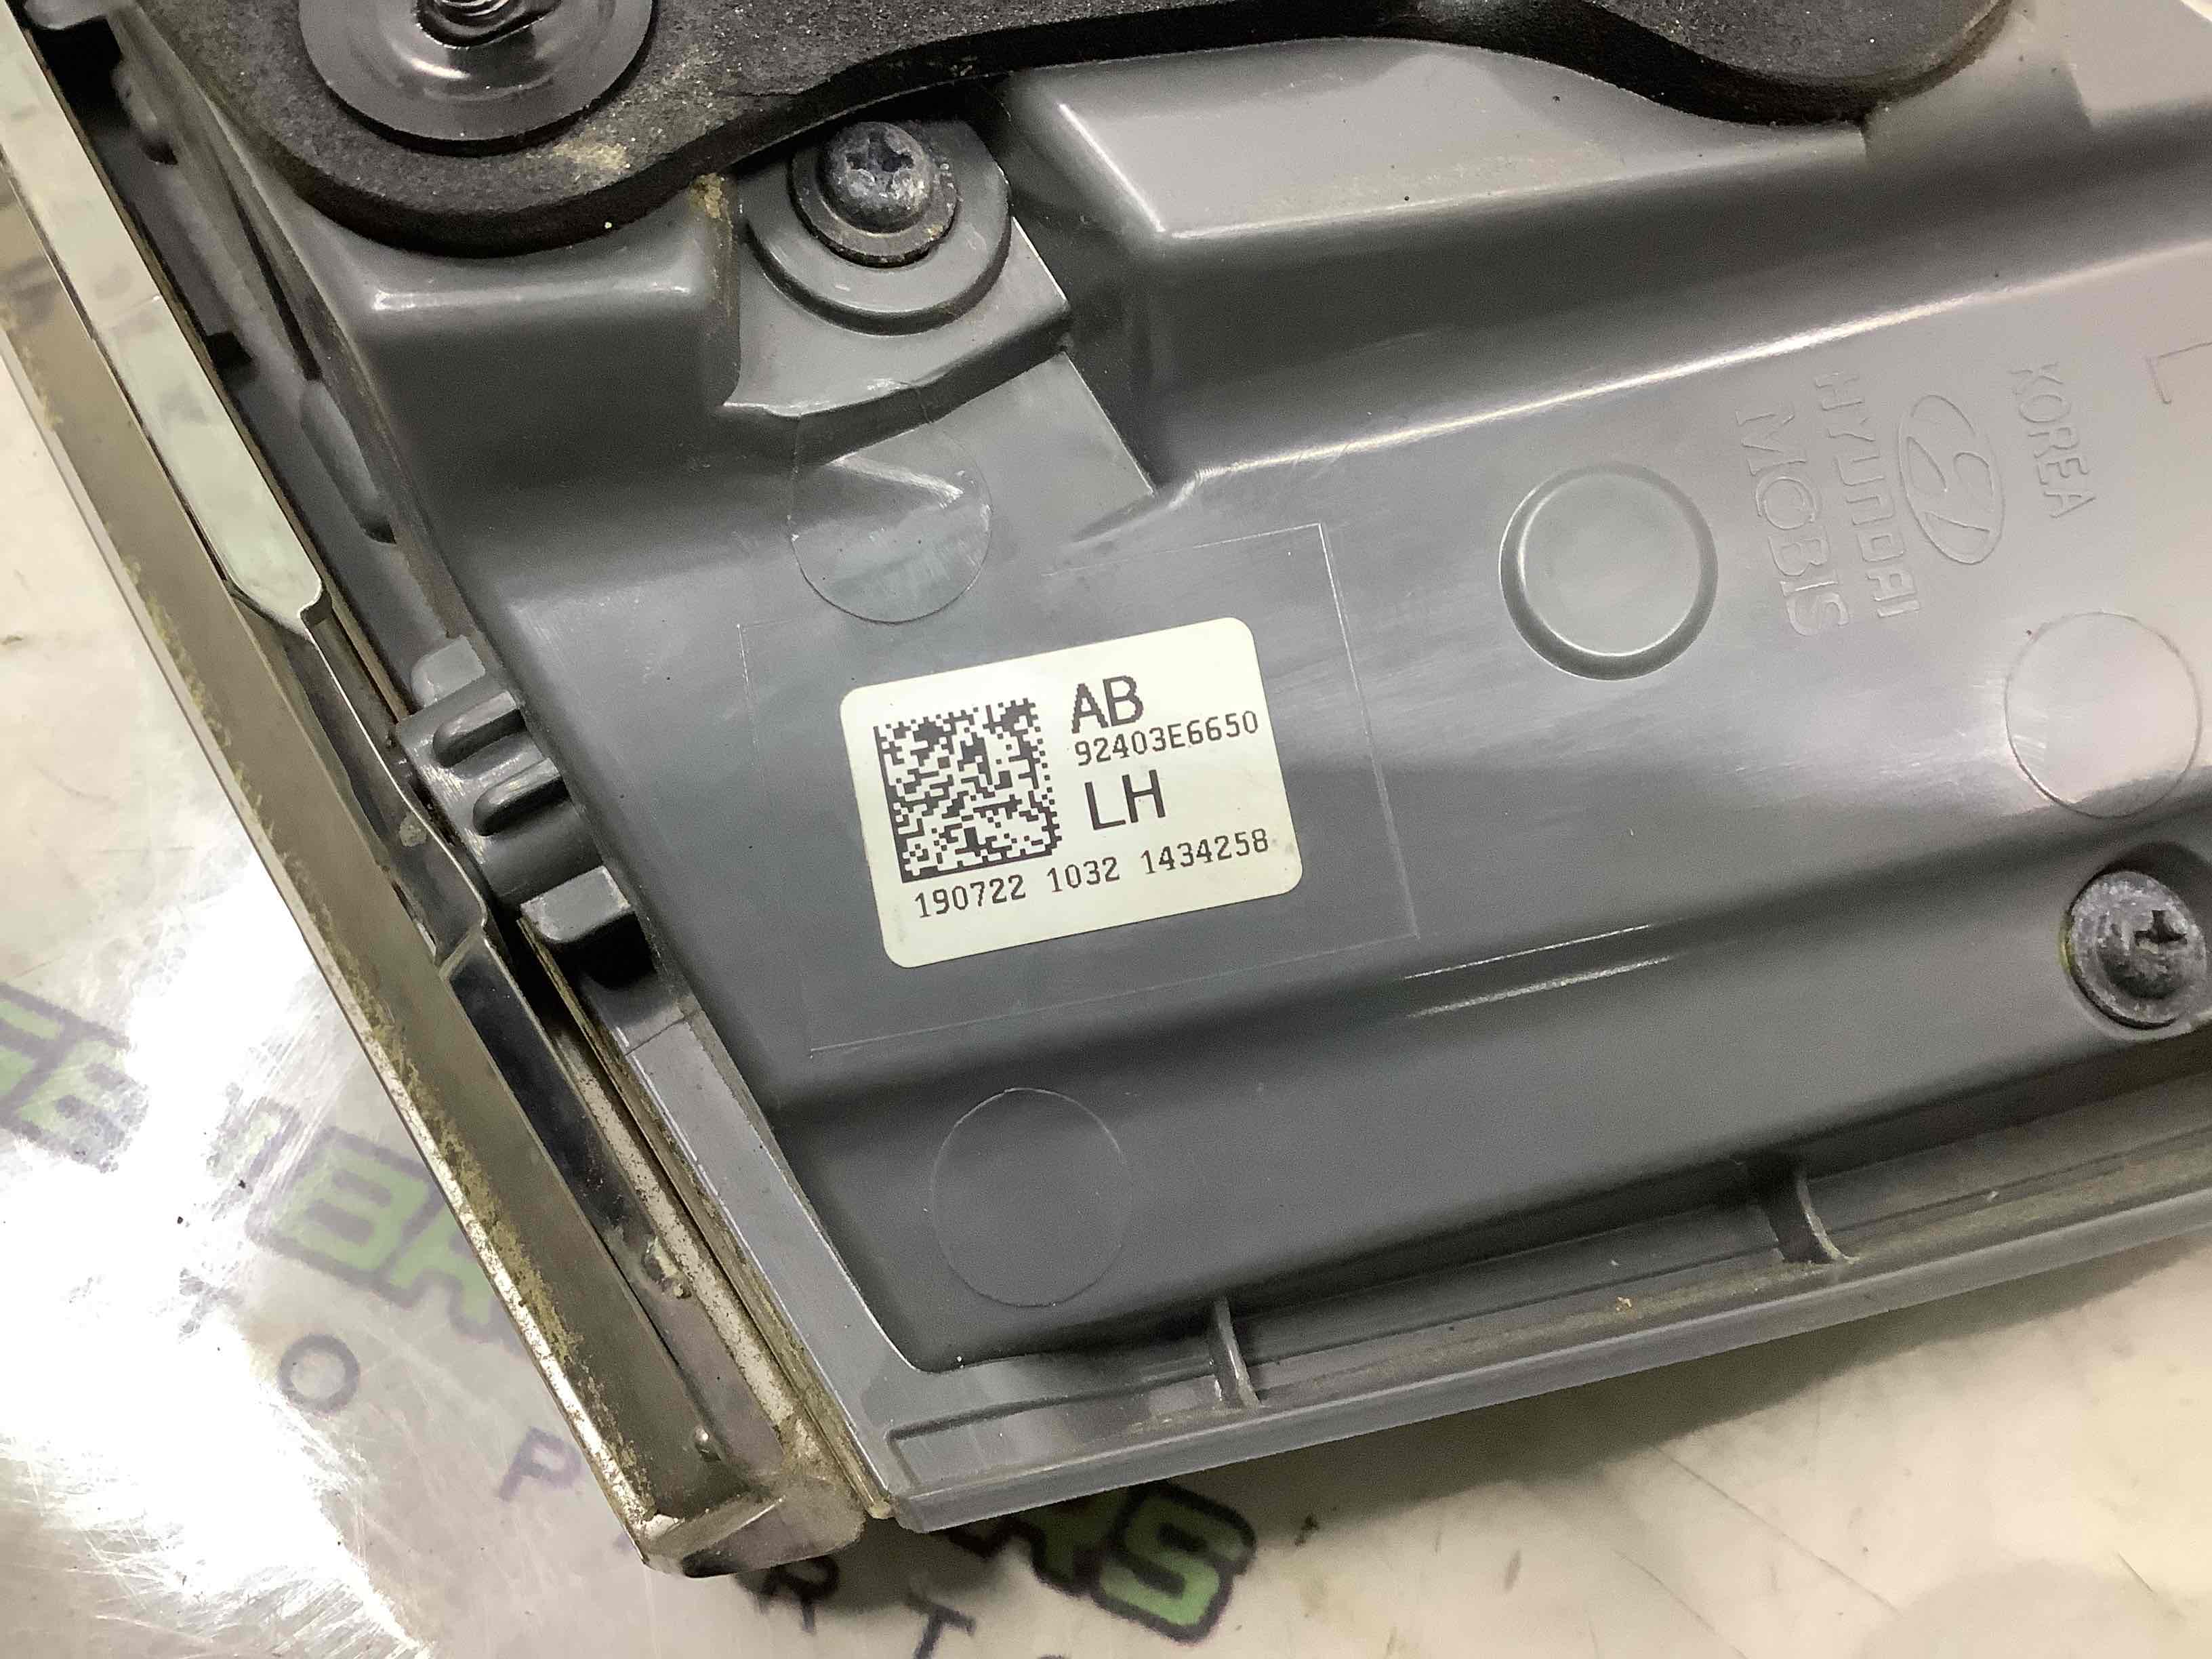 KOREA
HYUNDAI
MOBIS
AB
92403E6650
LH
190722 1032 1434258